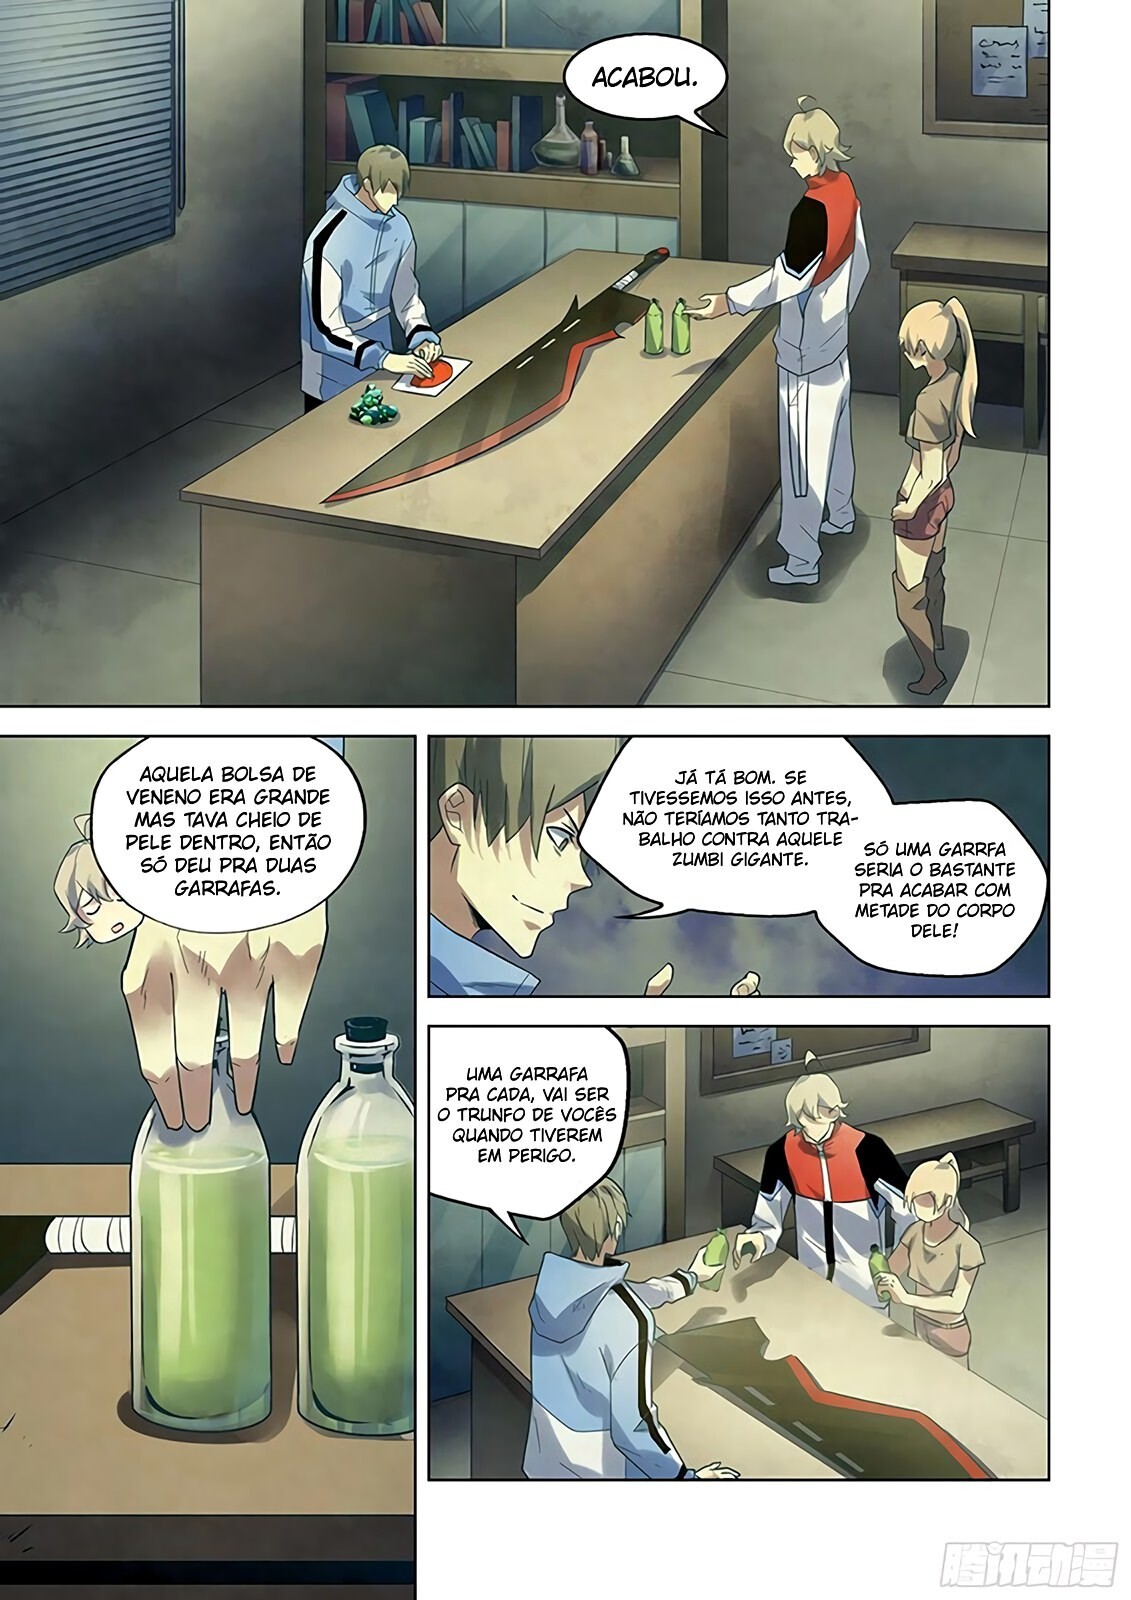 ACABOU.
AQUELA BOLSA DE
VENENO ERA GRANDE
MAS TAVA CHEIO DE
PELE DENTRO, ENTÃO
SÓ DEU PRA DUAS
GARRAFAS.
JÁ TÁ BOM. SE
TIVESSEMOS ISSO ANTES,
NÃO TERÍAMOS TANTO TRA-
BALHO CONTRA AQUELE
ZUMBI GIGANTE.
SÓ UMA GARRFA
SERIA O BASTANTE
PRA ACABAR COM
METADE DO CORPO
DELE!
UMA GARRAFA
PRA CADA, VAI SER
O TRUNFO DE VOCÊS
QUANDO TIVEREM
EM PERIGO.
腾讯动漫